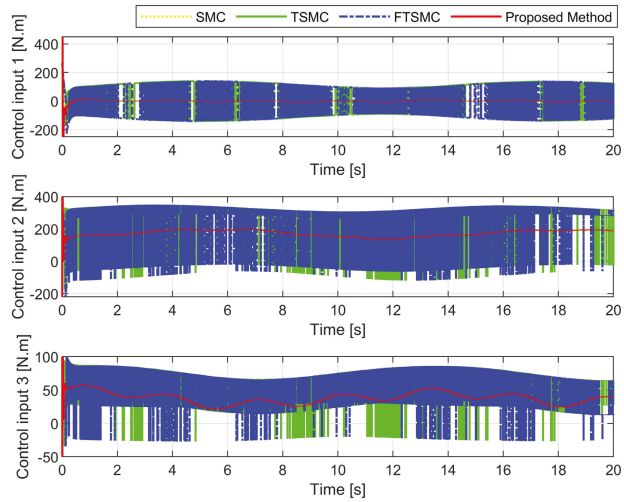 SMC TSMC FTSMC Proposed Method
Control input 1 [N.m]
400
200
0
-200
0 2 4 6 8 10 12 14 16 18 20
Time [s]
Control input 2 [N.m]
400
200
0
-200
0 2 4 6 8 10 12 14 16 18 20
Time [s]
Control input 3 [N.m]
100
50
0
-50
0 2 4 6 8 10 12 14 16 18 20
Time [s]